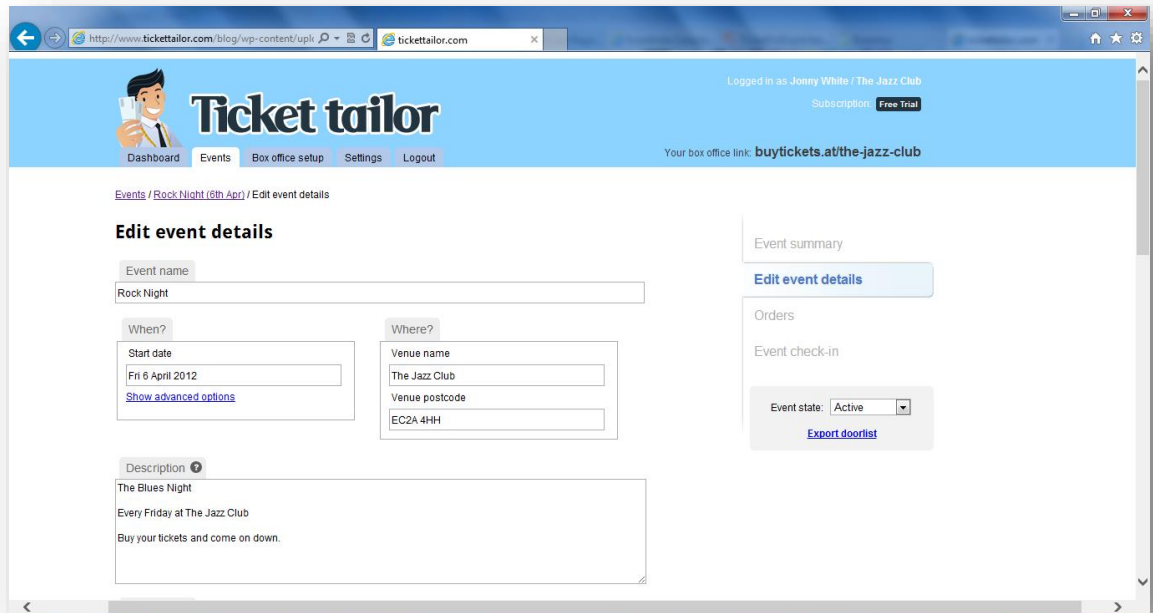 http://www.tickettailor.com/blog/wp-content/uplc
tickettailor.com
Logged in as Jonny White / The Jazz Club
Subscription: Free Trial
Ticket tailor
Dashboard Events Box office setup Settings Logout
Your box office link: buytickets.at/the-jazz-club
Events / Rock Night (6th Apr) / Edit event details
Edit event details
Event name
Rock Night
When?
Start date
Fri 6 April 2012
Show advanced options
Where?
Venue name
The Jazz Club
Venue postcode
EC2A 4HH
Description ?
The Blues Night
Every Friday at The Jazz Club
Buy your tickets and come on down.
Event summary
Edit event details
Orders
Event check-in
Event state: Active
Export doorlist